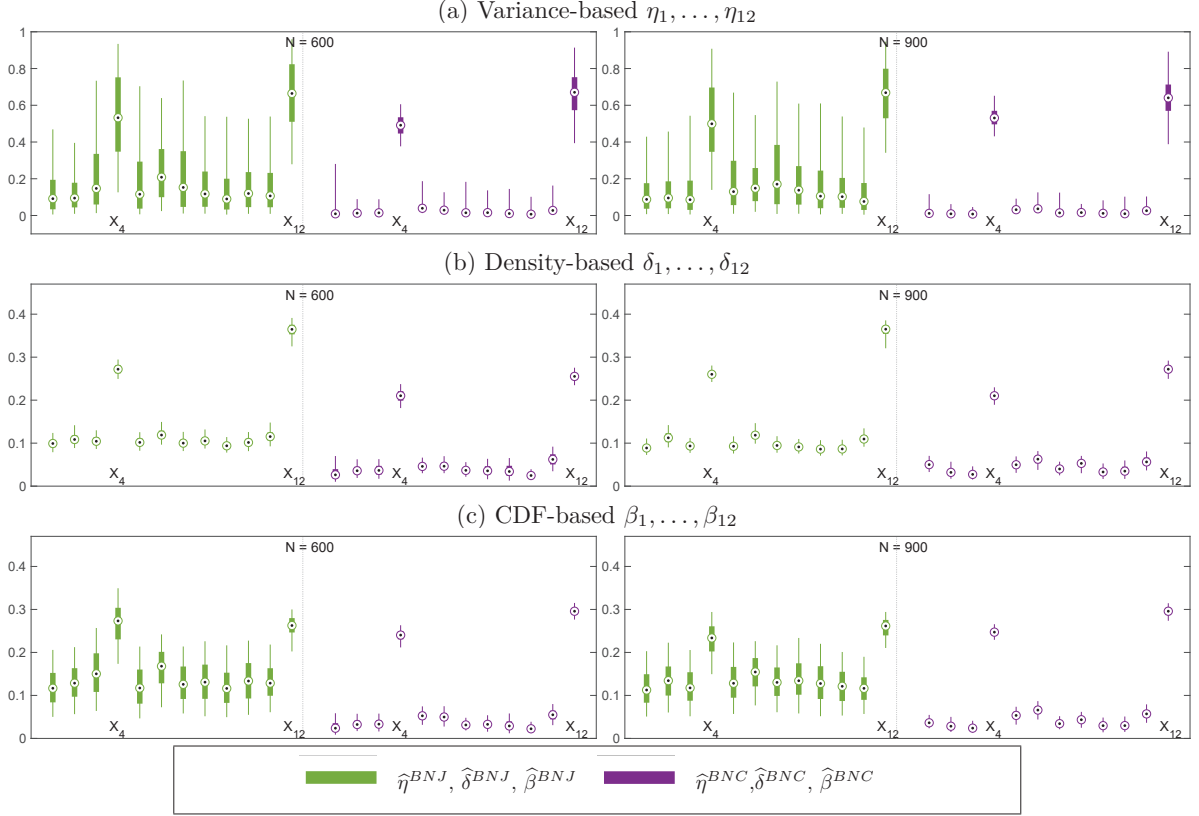 (a) Variance-based η₁, . . . , η₁₂
N = 600
N = 900
1
0.8
0.6
0.4
0.2
0
X₄
X₁₂
X₄
X₁₂
1
0.8
0.6
0.4
0.2
0
X₄
X₁₂
X₄
X₁₂
(b) Density-based δ₁, . . . , δ₁₂
N = 600
N = 900
0.4
0.3
0.2
0.1
0
X₄
X₁₂
X₄
X₁₂
0.4
0.3
0.2
0.1
0
X₄
X₁₂
X₄
X₁₂
(c) CDF-based β₁, . . . , β₁₂
N = 600
N = 900
0.4
0.3
0.2
0.1
0
X₄
X₁₂
X₄
X₁₂
0.4
0.3
0.2
0.1
0
X₄
X₁₂
X₄
X₁₂
η̂^{BNJ}, δ̂^{BNJ}, β̂^{BNJ}
η̂^{BNC},δ̂^{BNC}, β̂^{BNC}